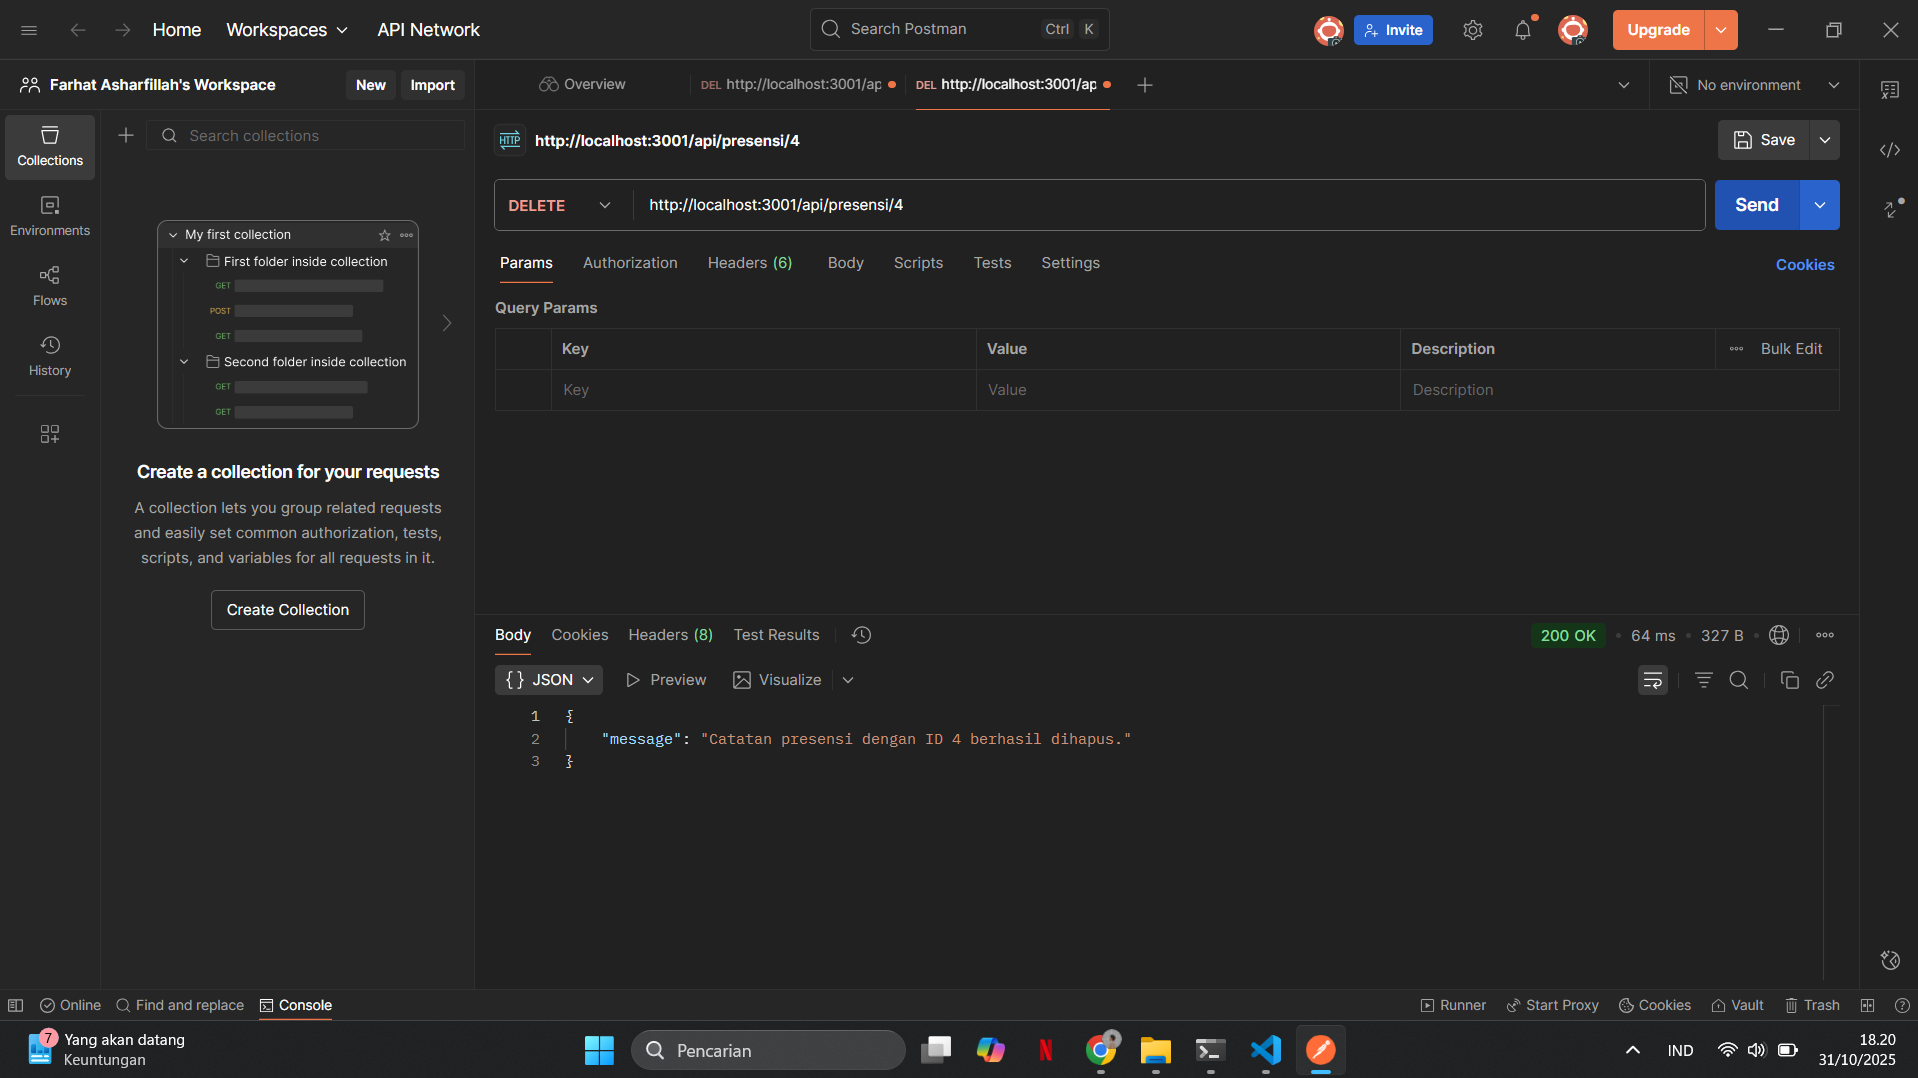 Home
Workspaces
API Network
Search Postman
Ctrl
K
Invite
Upgrade
Farhat Asharfillah's Workspace
New
Import
Overview
DEL http://localhost:3001/ap
DEL http://localhost:3001/ap
No environment
Collections
Environments
Flows
History
Search collections
My first collection
First folder inside collection
GET
POST
GET
Second folder inside collection
GET
GET
Create a collection for your requests
A collection lets you group related requests
and easily set common authorization, tests,
scripts, and variables for all requests in it.
Create Collection
HTTP
http://localhost:3001/api/presensi/4
Save
DELETE
http://localhost:3001/api/presensi/4
Send
Params
Authorization
Headers (6)
Body
Scripts
Tests
Settings
Cookies
Query Params
Key
Value
Description
Bulk Edit
Key
Value
Description
Body
Cookies
Headers (8)
Test Results
200 OK
64 ms
327 B
{} JSON
Preview
Visualize
1 {
2 "message": "Catatan presensi dengan ID 4 berhasil dihapus."
3 }
Online
Find and replace
Console
Runner
Start Proxy
Cookies
Vault
Trash
7
Yang akan datang
Keuntungan
Pencarian
IND
18.20
31/10/2025